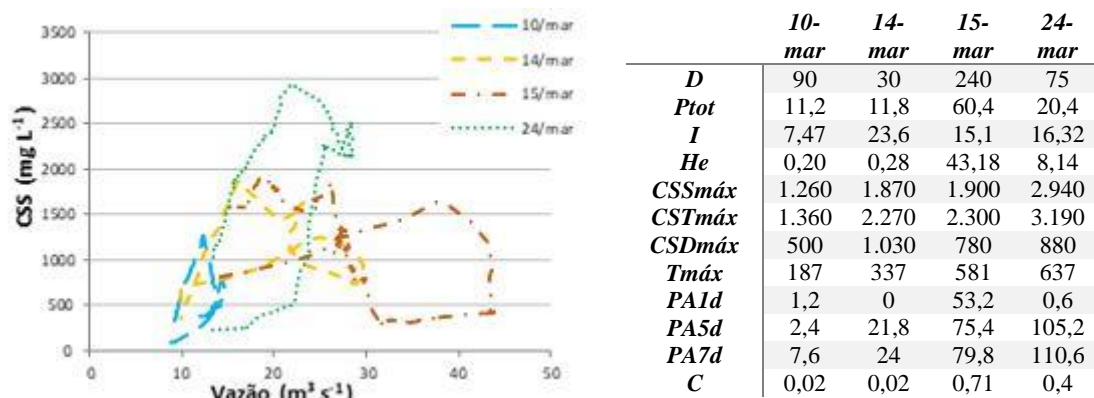 3500
3000
2500
2000
1500
1000
500
0
CSS (mg L⁻¹)
0 10 20 30 40 50
Vazão (m³ s⁻¹)
10/mar
14/mar
15/mar
24/mar
10-mar 14-mar 15-mar 24-mar
D 90 30 240 75
Ptot 11,2 11,8 60,4 20,4
I 7,47 23,6 15,1 16,32
He 0,20 0,28 43,18 8,14
CSSmáx 1.260 1.870 1.900 2.940
CSTmáx 1.360 2.270 2.300 3.190
CSDmáx 500 1.030 780 880
Tmáx 187 337 581 637
PA1d 1,2 0 53,2 0,6
PA5d 2,4 21,8 75,4 105,2
PA7d 7,6 24 79,8 110,6
C 0,02 0,02 0,71 0,4